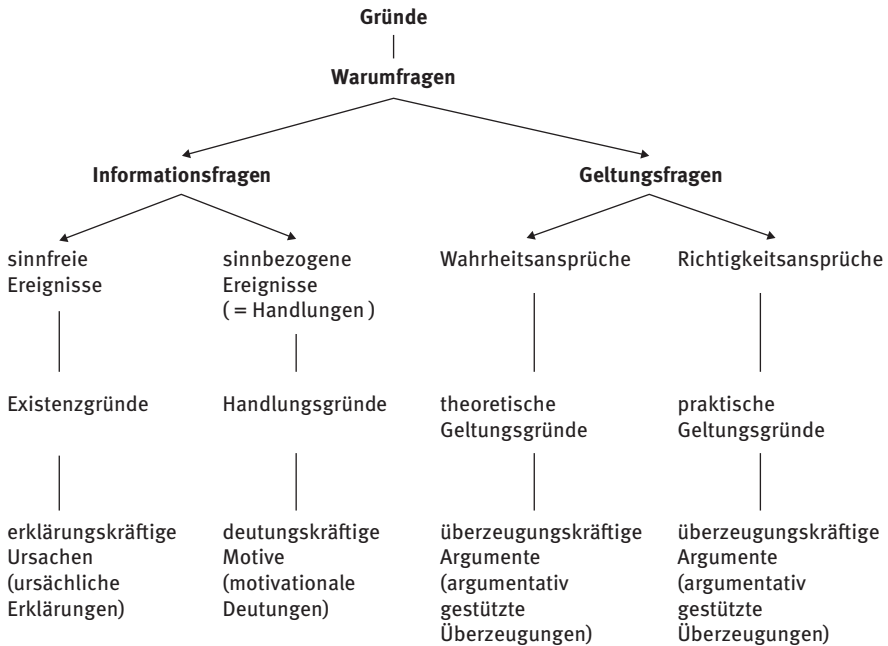 Gründe
Warumfragen
Informationsfragen
Geltungsfragen
sinnfreie
Ereignisse
sinnbezogene
Ereignisse
( = Handlungen )
Wahrheitsansprüche
Richtigkeitsansprüche
Existenzgründe
Handlungsgründe
theoretische
Geltungsgründe
praktische
Geltungsgründe
erklärungskräftige
Ursachen
(ursächliche
Erklärungen)
deutungskräftige
Motive
(motivationale
Deutungen)
überzeugungskräftige
Argumente
(argumentativ
gestützte
Überzeugungen)
überzeugungskräftige
Argumente
(argumentativ
gestützte
Überzeugungen)